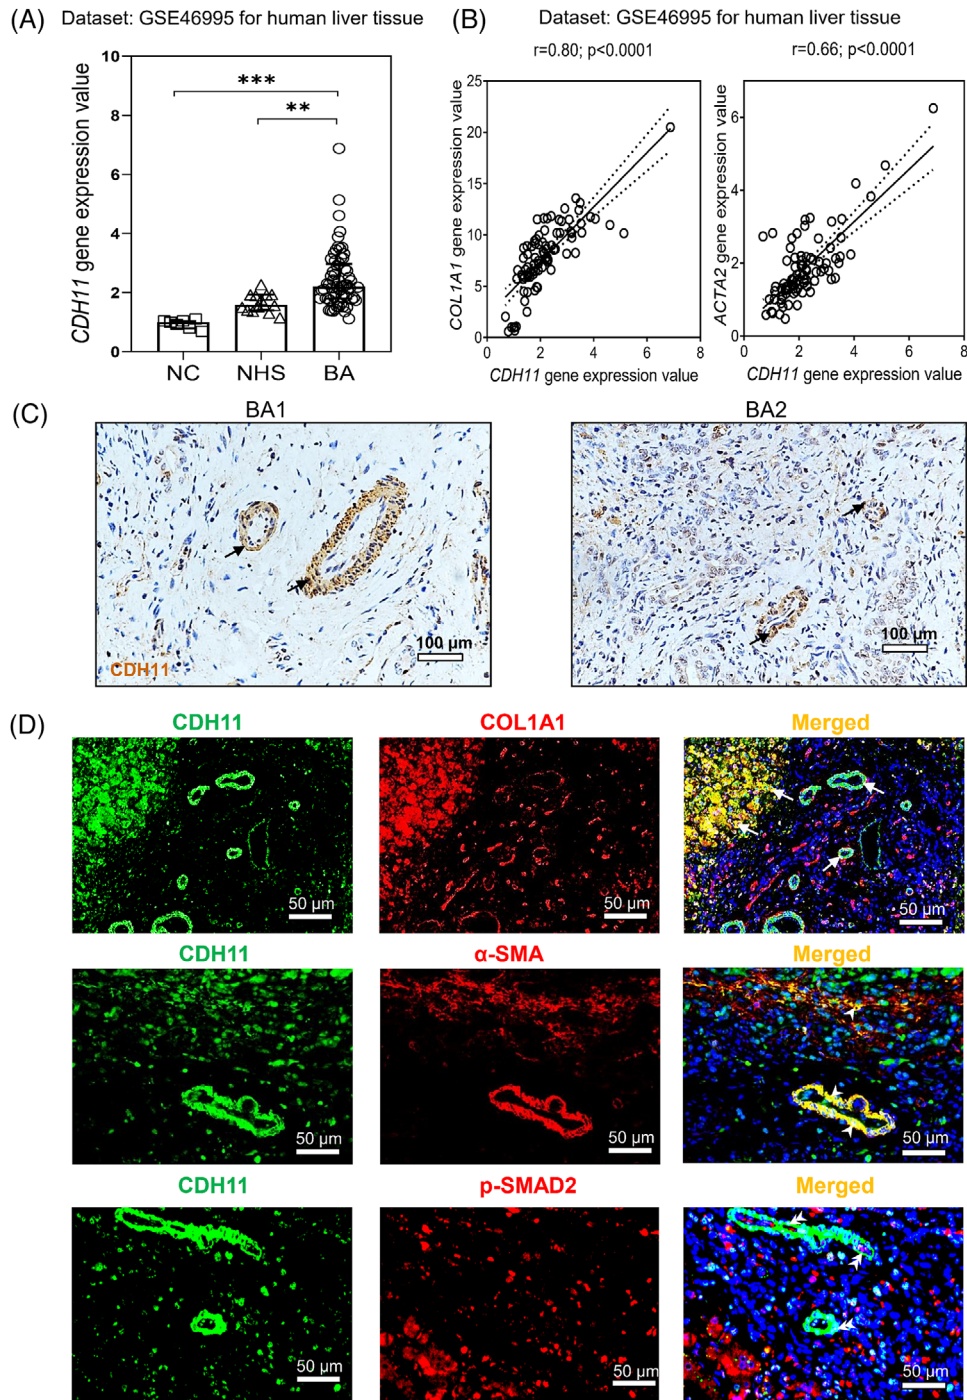 (A) Dataset: GSE46995 for human liver tissue
CDH11 gene expression value
10
8
6
4
2
0
***
**
NC NHS BA
(B) Dataset: GSE46995 for human liver tissue
r=0.80; p<0.0001
COL1A1 gene expression value
25
20
15
10
5
0
0 2 4 6 8
CDH11 gene expression value
r=0.66; p<0.0001
ACTA2 gene expression value
6
4
2
0
0 2 4 6 8
CDH11 gene expression value
(C)
BA1
CDH11
100 µm
BA2
100 µm
(D)
CDH11 COL1A1 Merged
50 µm 50 µm 50 µm
CDH11 α-SMA Merged
50 µm 50 µm 50 µm
CDH11 p-SMAD2 Merged
50 µm 50 µm 50 µm